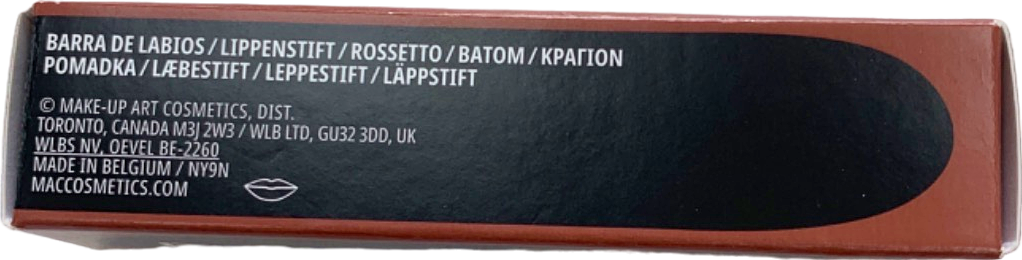 BARRA DE LABIOS / LIPPENSTIFT / ROSSETTO / BATOM / ΚΡΑΓΙΟΝ
POMADKA / LÆBESTIFT / LEPPESTIFT / LÄPPSTIFT
© MAKE-UP ART COSMETICS, DIST.
TORONTO, CANADA M3J 2W3 / WLB LTD, GU32 3DD, UK
WLBS NV, OEVEL BE-2260
MADE IN BELGIUM / NY9N
MACCOSMETICS.COM